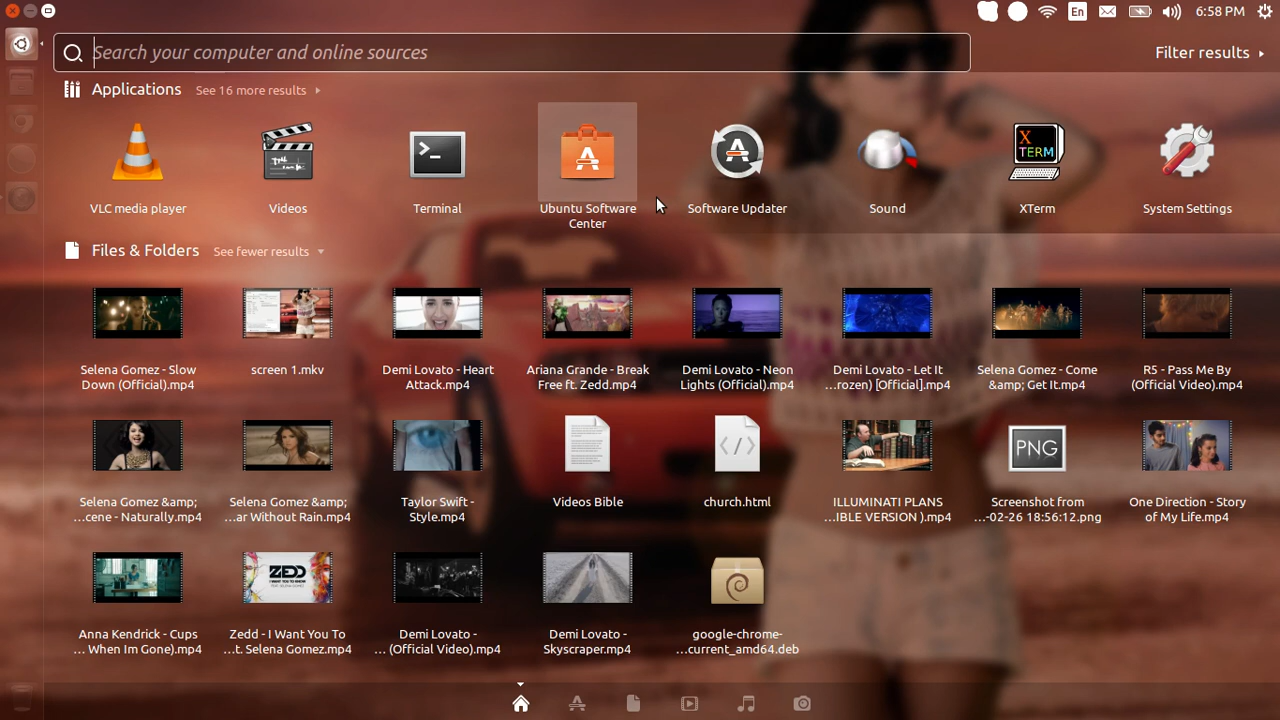 En
6:58 PM
Search your computer and online sources
Filter results
Applications
See 16 more results
XTERM
VLC media player
Videos
Terminal
Ubuntu Software
Center
Software Updater
Sound
XTerm
System Settings
Files & Folders
See fewer results
Selena Gomez - Slow
Down (Official).mp4
screen 1.mkv
Demi Lovato - Heart
Attack.mp4
Ariana Grande - Break
Free ft. Zedd.mp4
Demi Lovato - Neon
Lights (Official).mp4
Demi Lovato - Let It
...rozen) [Official].mp4
Selena Gomez - Come
&amp; Get It.mp4
R5 - Pass Me By
(Official Video).mp4
PNG
Selena Gomez &amp;
...cene - Naturally.mp4
Selena Gomez &amp;
...ar Without Rain.mp4
Taylor Swift -
Style.mp4
Videos Bible
church.html
ILLUMINATI PLANS
...IBLE VERSION ).mp4
Screenshot from
...-02-26 18:56:12.png
One Direction - Story
of My Life.mp4
ZEDD
Anna Kendrick - Cups
... When Im Gone).mp4
Zedd - I Want You To
...t. Selena Gomez.mp4
Demi Lovato -
... (Official Video).mp4
Demi Lovato -
Skyscraper.mp4
google-chrome-
...current_amd64.deb